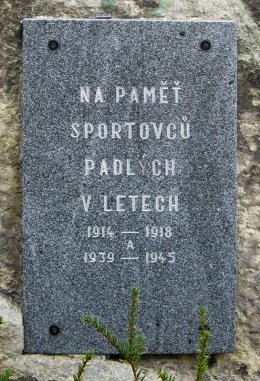 NA PAMĚŤ
SPORTOVCŮ
PADLÝCH
V LETECH
1914 — 1918
A
1939 — 1945